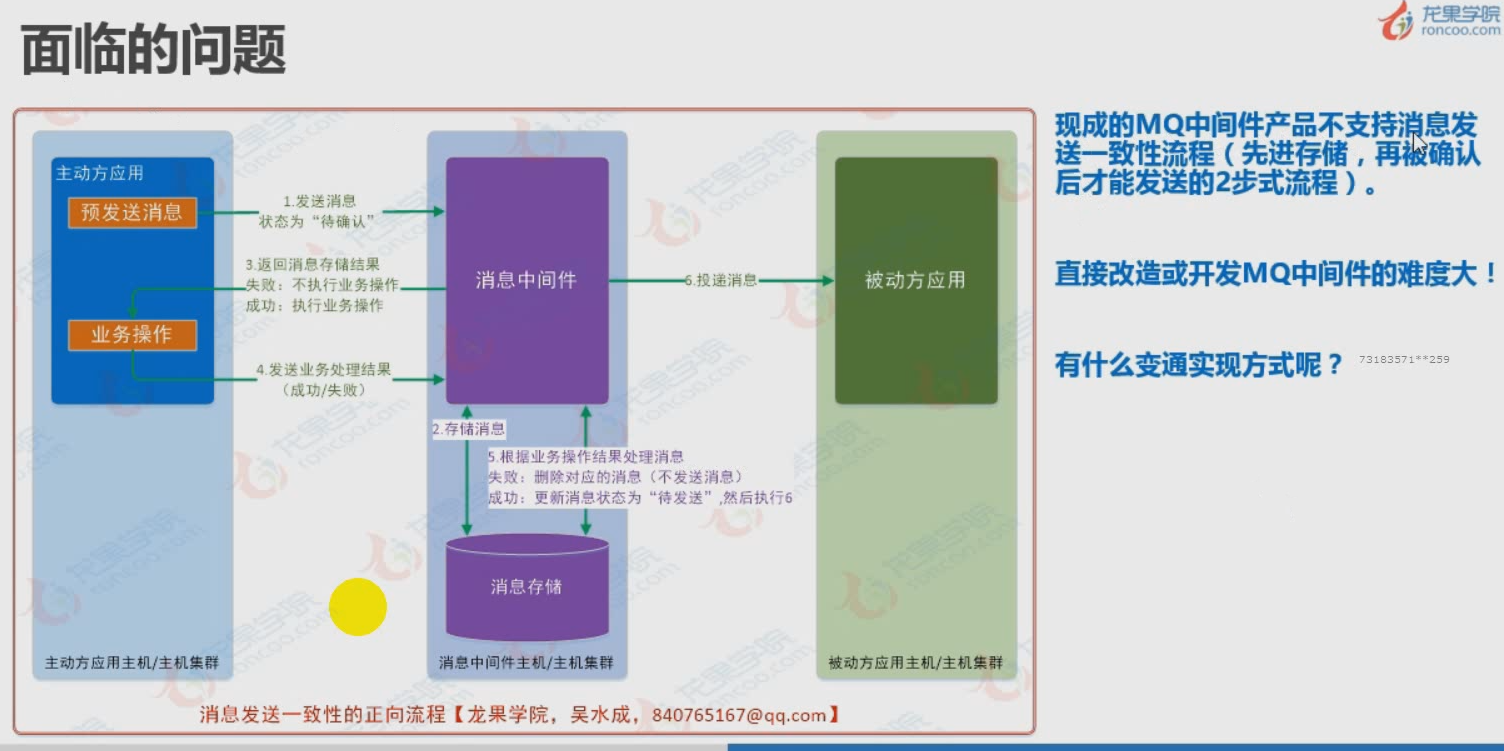 面临的问题
龙果学院
roncoo.com
主动方应用
预发送消息
1.发送消息
状态为“待确认”
3.返回消息存储结果
失败：不执行业务操作
成功：执行业务操作
业务操作
4.发送业务处理结果
（成功/失败）
消息中间件
6.投递消息
被动方应用
2.存储消息
5.根据业务操作结果处理消息
失败：删除对应的消息（不发送消息）
成功：更新消息状态为“待发送”,然后执行6
消息存储
主动方应用主机/主机集群
消息中间件主机/主机集群
被动方应用主机/主机集群
消息发送一致性的正向流程【龙果学院，吴水成，840765167@qq.com】
现成的MQ中间件产品不支持消息发
送一致性流程（先进存储，再被确认
后才能发送的2步式流程）。
直接改造或开发MQ中间件的难度大！
有什么变通实现方式呢？
73183571**259